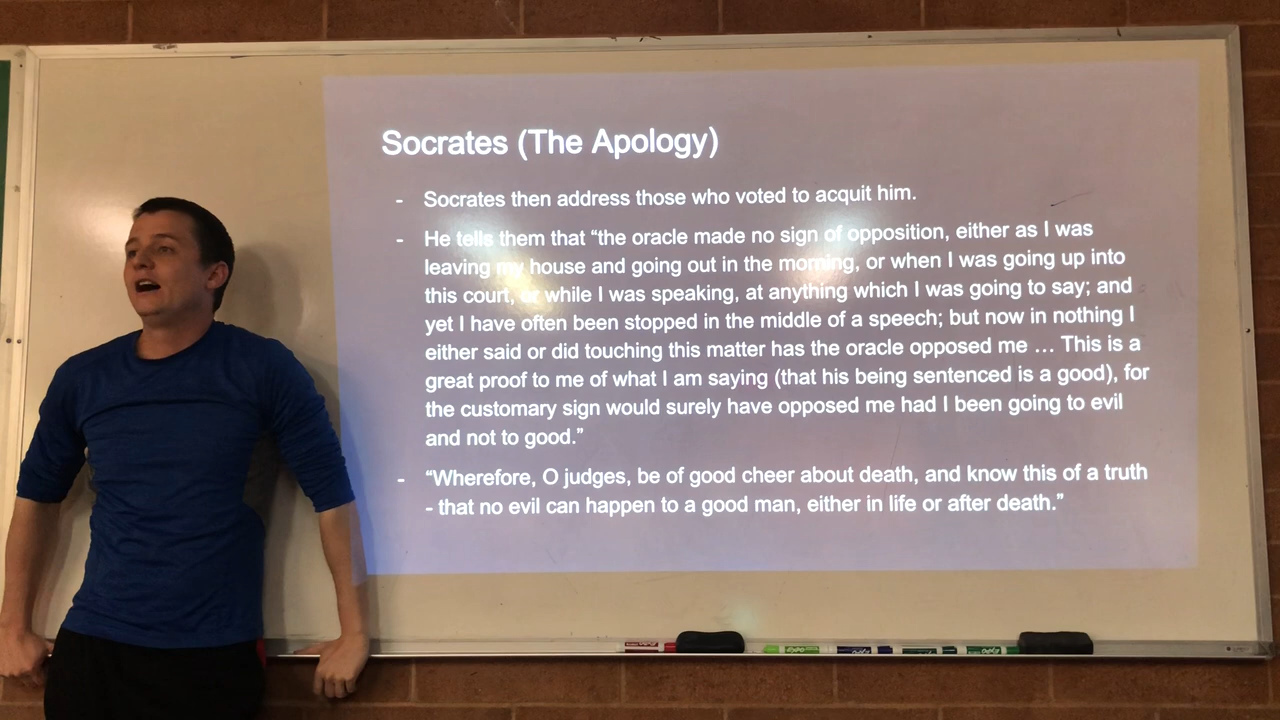 Socrates (The Apology)
- Socrates then address those who voted to acquit him.
- He tells them that “the oracle made no sign of opposition, either as I was
leaving my house and going out in the morning, or when I was going up into
this court, or while I was speaking, at anything which I was going to say; and
yet I have often been stopped in the middle of a speech; but now in nothing I
either said or did touching this matter has the oracle opposed me … This is a
great proof to me of what I am saying (that his being sentenced is a good), for
the customary sign would surely have opposed me had I been going to evil
and not to good.”
- “Wherefore, O judges, be of good cheer about death, and know this of a truth
- that no evil can happen to a good man, either in life or after death.”
EXPO